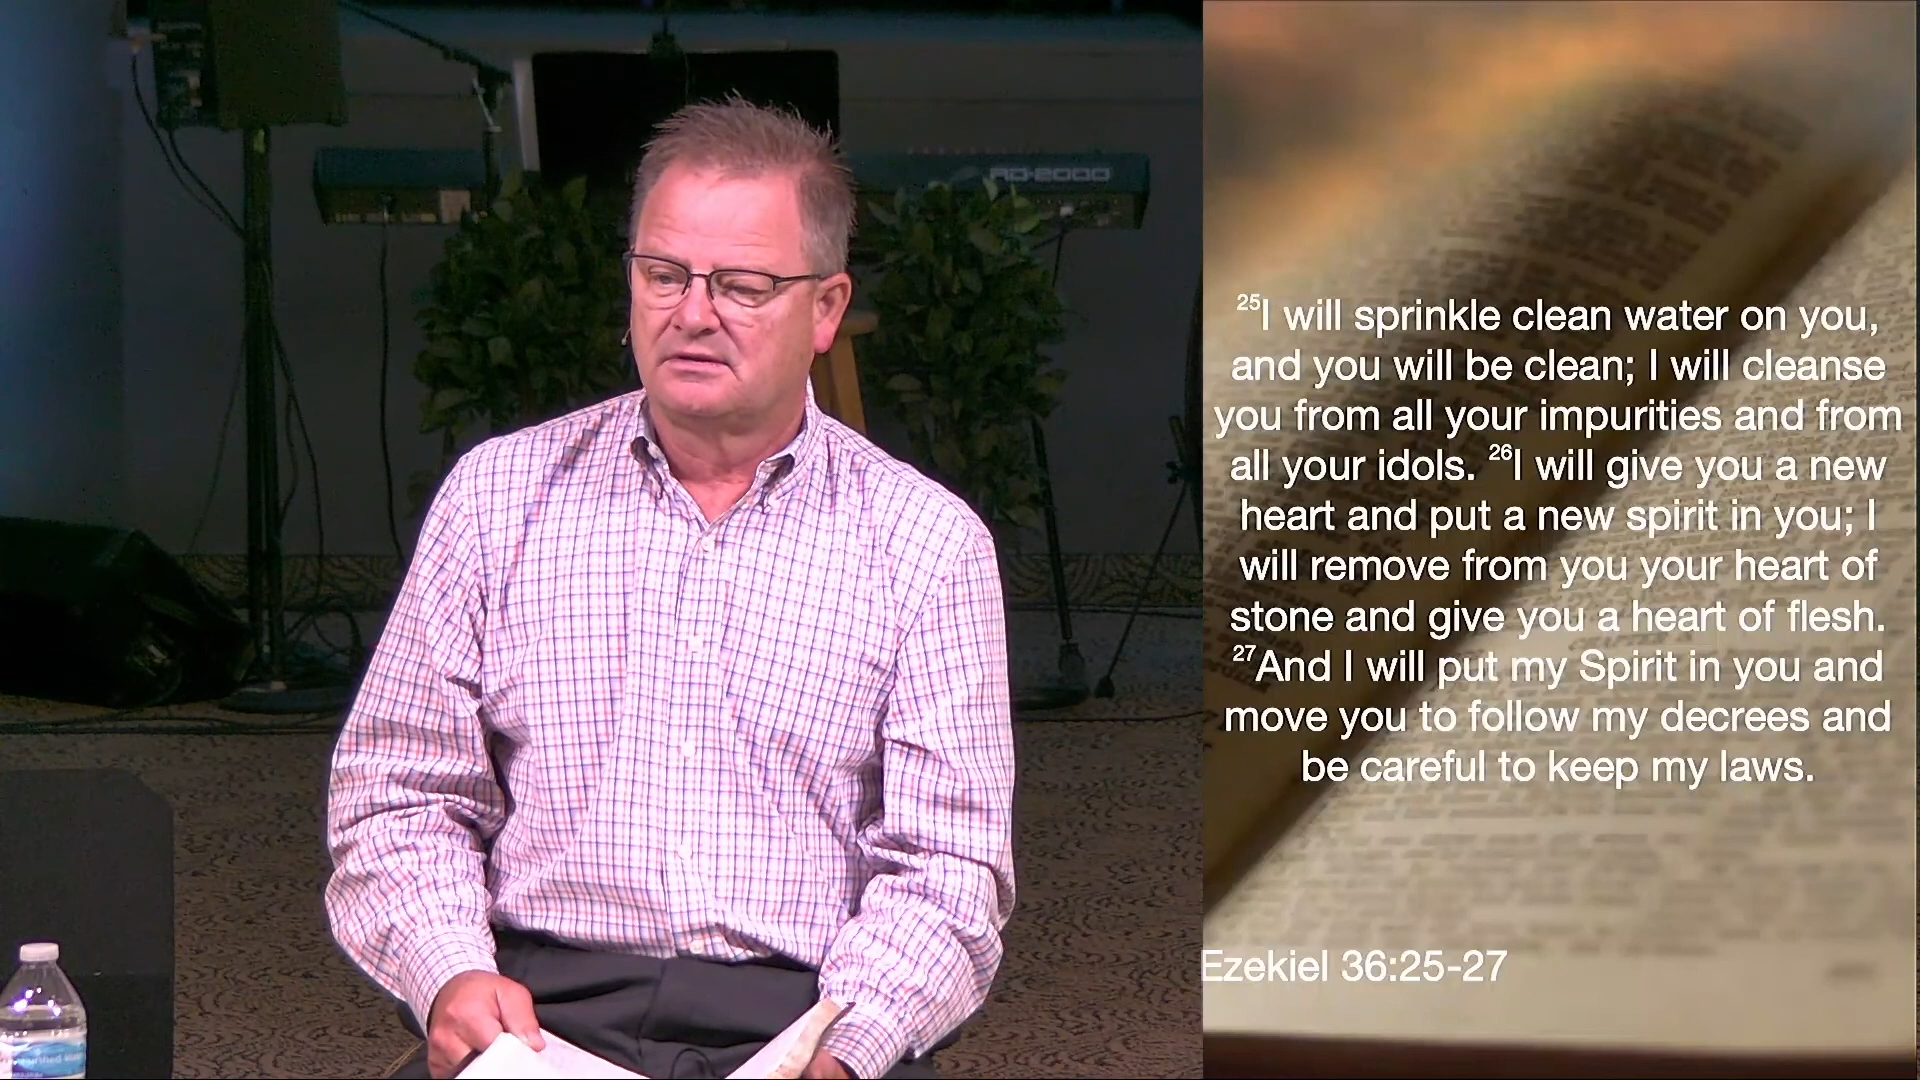 RD-2000
²⁵I will sprinkle clean water on you,
and you will be clean; I will cleanse
you from all your impurities and from
all your idols. ²⁶I will give you a new
heart and put a new spirit in you; I
will remove from you your heart of
stone and give you a heart of flesh.
²⁷And I will put my Spirit in you and
move you to follow my decrees and
be careful to keep my laws.
Ezekiel 36:25-27